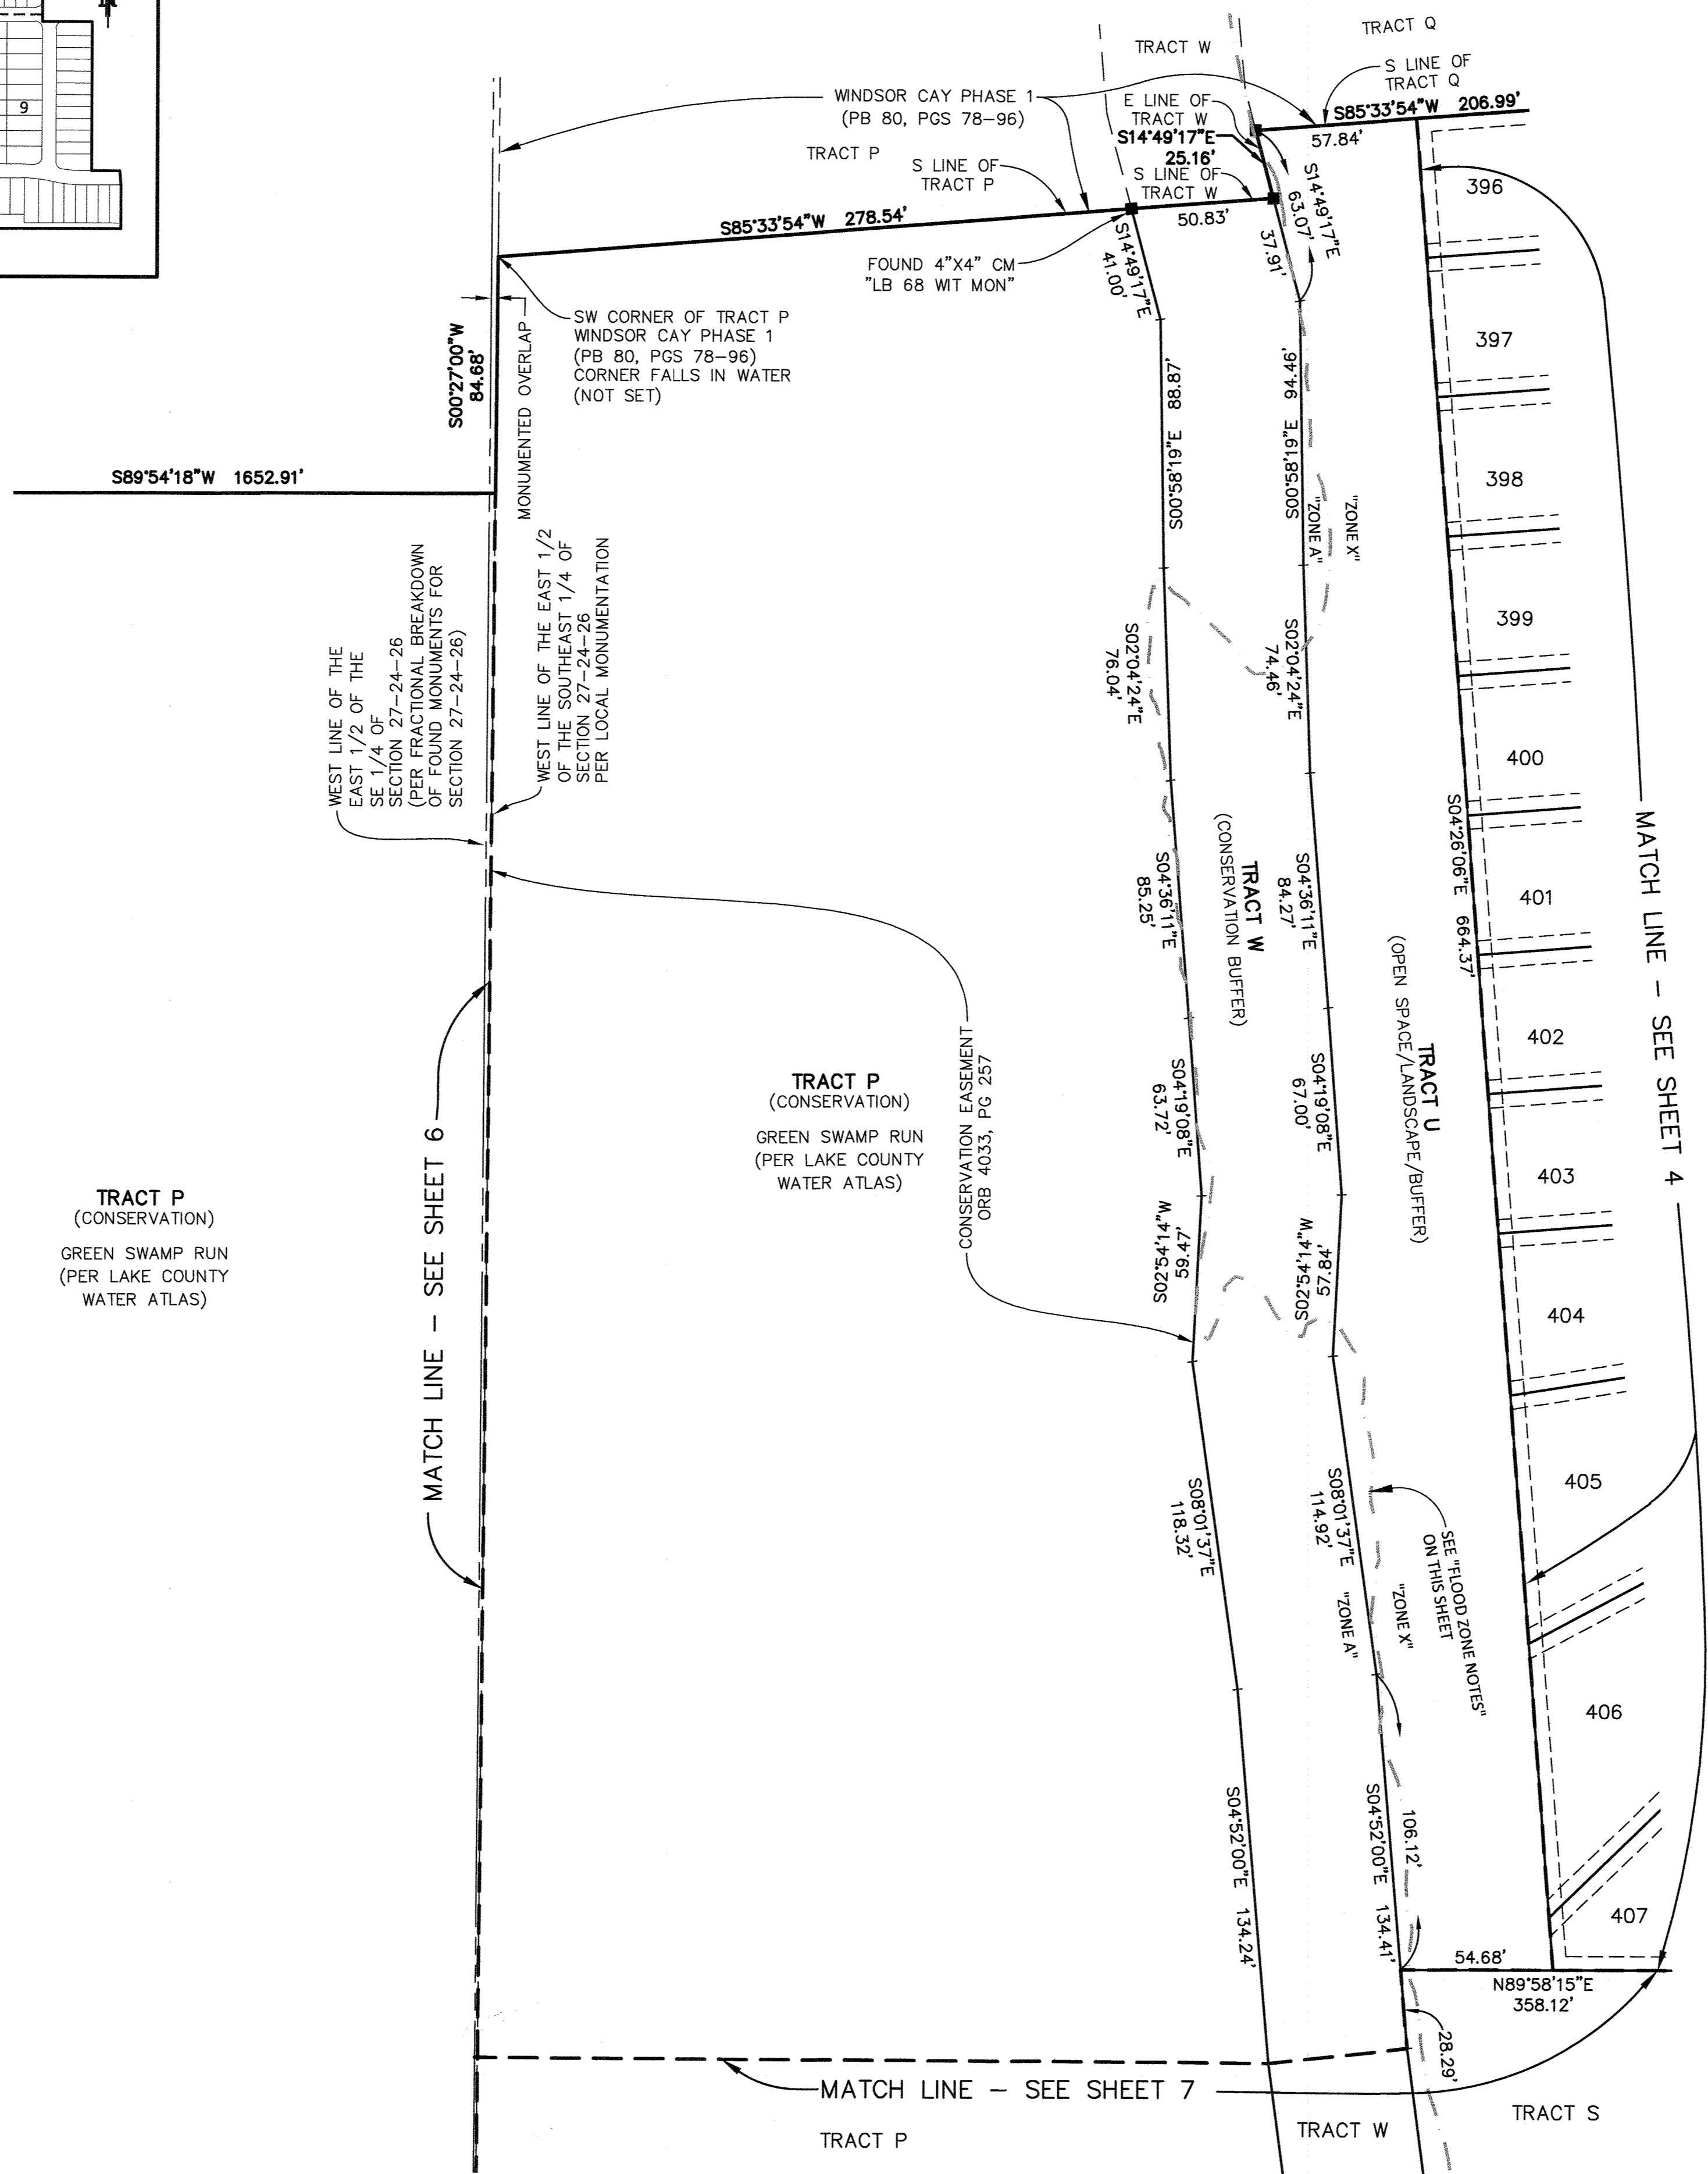 9
TRACT W
TRACT Q
S LINE OF
TRACT Q
WINDSOR CAY PHASE 1
(PB 80, PGS 78–96)
E LINE OF
TRACT W
S85°33'54"W 206.99'
57.84'
S14°49'17"E
25.16'
TRACT P
S LINE OF
TRACT P
S LINE OF
TRACT W
S14°49'17"E
63.07'
396
S85°33'54"W 278.54'
50.83'
37.91'
S14°49'17"E
41.00'
FOUND 4"X4" CM
"LB 68 WIT MON"
SW CORNER OF TRACT P
WINDSOR CAY PHASE 1
(PB 80, PGS 78–96)
CORNER FALLS IN WATER
(NOT SET)
S00°27'00"W
84.68'
MONUMENTED OVERLAP
397
S00°58'19"E 88.87'
S00°58'19"E 94.46'
S89°54'18"W 1652.91'
398
"ZONE A"
"ZONE X"
WEST LINE OF THE
EAST 1/2 OF THE
SE 1/4 OF
SECTION 27–24–26
(PER FRACTIONAL BREAKDOWN
OF FOUND MONUMENTS FOR
SECTION 27–24–26)
WEST LINE OF THE EAST 1/2
OF THE SOUTHEAST 1/4 OF
SECTION 27–24–26
PER LOCAL MONUMENTATION
399
S02°04'24"E
76.04'
S02°04'24"E
74.46'
400
S04°26'06"E 664.37'
MATCH LINE – SEE SHEET 4
TRACT W
(CONSERVATION BUFFER)
S04°36'11"E
85.25'
S04°36'11"E
84.27'
401
402
TRACT U
(OPEN SPACE/LANDSCAPE/BUFFER)
CONSERVATION EASEMENT
ORB 4033, PG 257
TRACT P
(CONSERVATION)
GREEN SWAMP RUN
(PER LAKE COUNTY
WATER ATLAS)
S04°19'08"E
63.72'
S04°19'08"E
67.00'
403
MATCH LINE – SEE SHEET 6
TRACT P
(CONSERVATION)
GREEN SWAMP RUN
(PER LAKE COUNTY
WATER ATLAS)
S02°54'14"W
59.47'
S02°54'14"W
57.84'
404
405
S08°01'37"E
118.32'
S08°01'37"E
114.92'
SEE "FLOOD ZONE NOTES"
ON THIS SHEET
"ZONE A"
"ZONE X"
406
S04°52'00"E 134.24'
S04°52'00"E 134.41'
106.12'
407
54.68'
N89°58'15"E
358.12'
28.29'
MATCH LINE – SEE SHEET 7
TRACT P
TRACT W
TRACT S